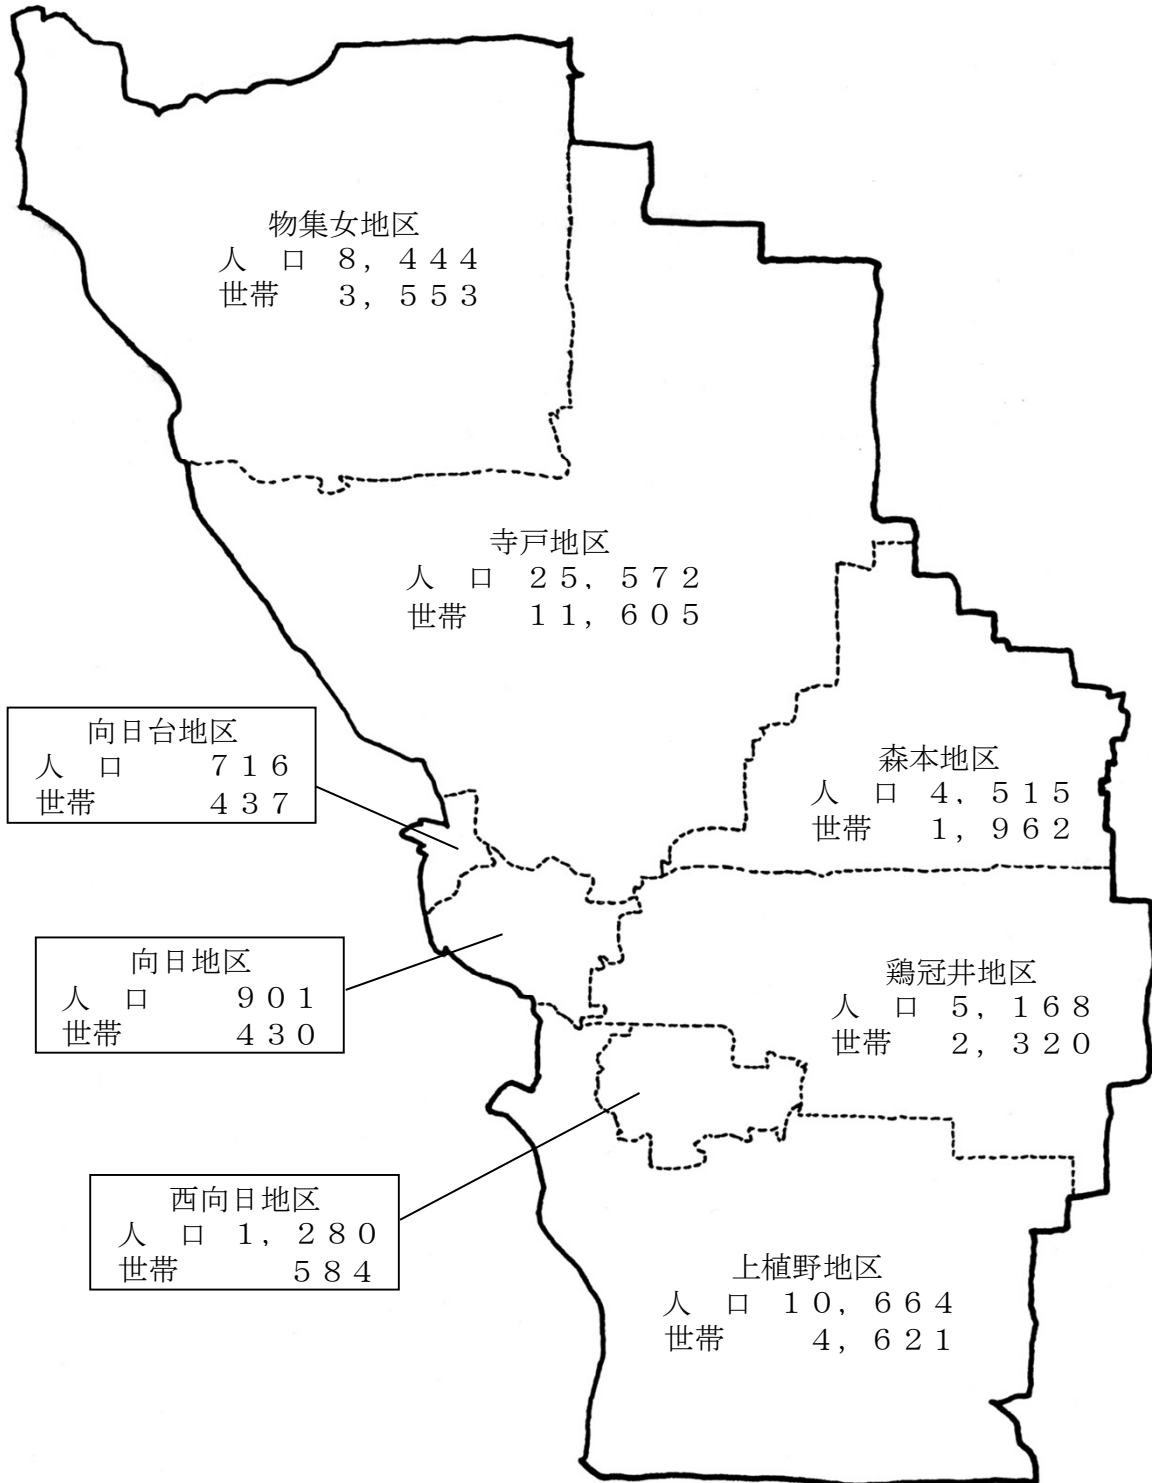 物集女地区
人　口　８，４４４
世帯　　３，５５３
寺戸地区
人　口　２５，５７２
世帯　　１１，６０５
向日台地区
人　口　　７１６
世帯　　　４３７
森本地区
人　口　４，５１５
世帯　　１，９６２
向日地区
人　口　　９０１
世帯　　　４３０
鶏冠井地区
人　口　５，１６８
世帯　　２，３２０
西向日地区
人　口　１，２８０
世帯　　　５８４
上植野地区
人　口　１０，６６４
世帯　　　４，６２１